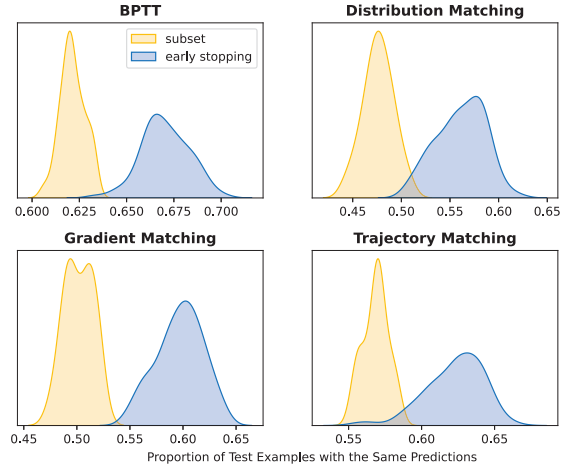 BPTT
Distribution Matching
subset
early stopping
0.600 0.625 0.650 0.675 0.700
0.45 0.50 0.55 0.60 0.65
Gradient Matching
Trajectory Matching
0.45 0.50 0.55 0.60 0.65
0.55 0.60 0.65
Proportion of Test Examples with the Same Predictions